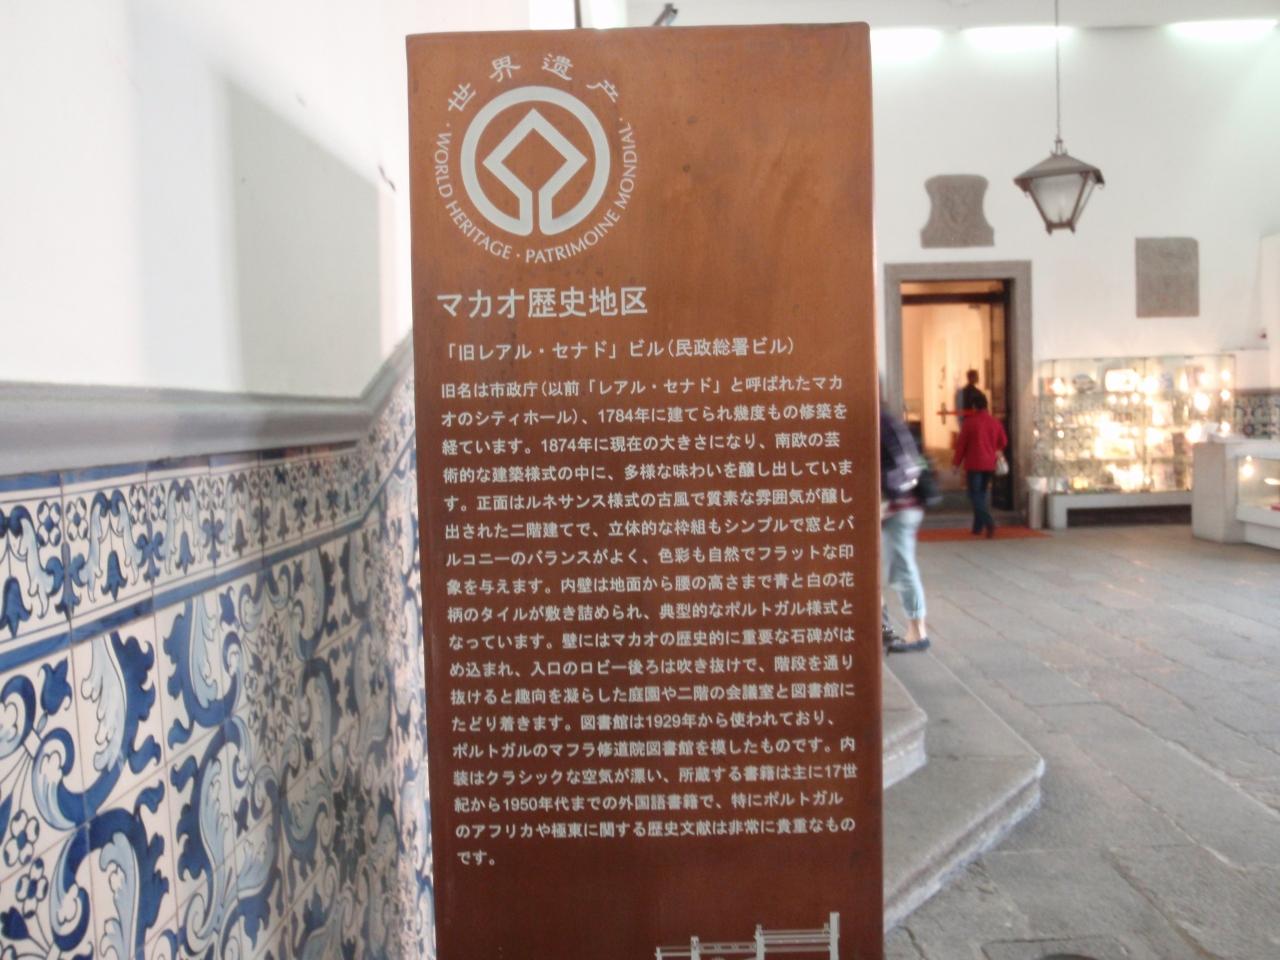 世界遗产
· WORLD HERITAGE · PATRIMOINE MONDIAL ·
マカオ歴史地区
「旧レアル・セナド」ビル(民政総署ビル)
旧名は市政庁(以前「レアル・セナド」と呼ばれたマカ
オのシティホール)、1784年に建てられ幾度もの修築を
経ています。1874年に現在の大きさになり、南欧の芸
術的な建築様式の中に、多様な味わいを醸し出していま
す。正面はルネサンス様式の古風で質素な雰囲気が醸し
出された二階建てで、立体的な枠組もシンプルで窓とバ
ルコニーのバランスがよく、色彩も自然でフラットな印
象を与えます。内壁は地面から腰の高さまで青と白の花
柄のタイルが敷き詰められ、典型的なポルトガル様式と
なっています。壁にはマカオの歴史的に重要な石碑がは
め込まれ、入口のロビー後ろは吹き抜けで、階段を通り
抜けると趣向を凝らした庭園や二階の会議室と図書館に
たどり着きます。図書館は1929年から使われており、
ポルトガルのマフラ修道院図書館を模したものです。内
装はクラシックな空気が漂い、所蔵する書籍は主に17世
紀から1950年代までの外国語書籍で、特にポルトガル
のアフリカや極東に関する歴史文献は非常に貴重なもの
です。